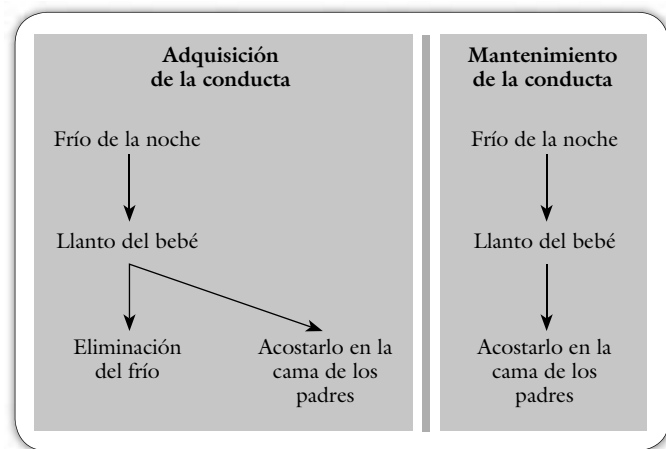 Adquisición
de la conducta
Frío de la noche
Llanto del bebé
Eliminación
del frío
Acostarlo en la
cama de los
padres
Mantenimiento
de la conducta
Frío de la noche
Llanto del bebé
Acostarlo en la
cama de los
padres